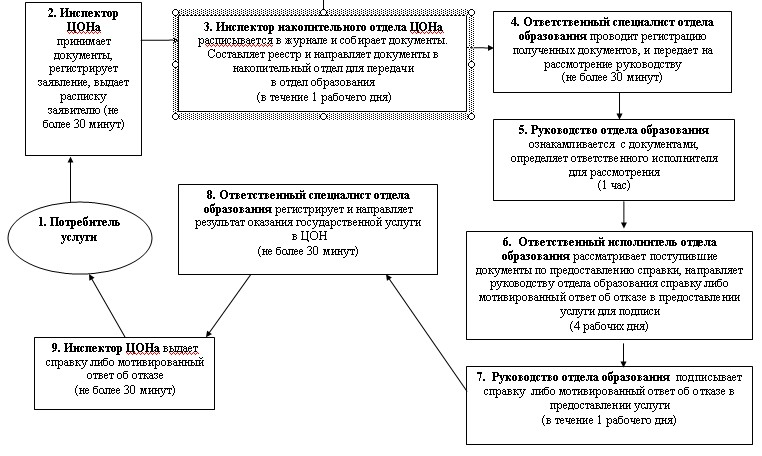 2. Инспектор
ЦОНа
принимает
документы,
регистрирует
заявление, выдает
расписку
заявителю (не
более 30 минут)
3. Инспектор накопительного отдела ЦОНа
расписывается в журнале и собирает документы.
Составляет реестр и направляет документы в
накопительный отдел для передачи
в отдел образования
(в течение 1 рабочего дня)
4. Ответственный специалист отдела
образования проводит регистрацию
полученных документов, и передает на
рассмотрение руководству
(не более 30 минут)
5. Руководство отдела образования
ознакамливается с документами,
определяет ответственного исполнителя
для рассмотрения
(1 час)
6. Ответственный исполнитель отдела
образования рассматривает поступившие
документы по предоставлению справки, направляет
руководству отдела образования справку либо
мотивированный ответ об отказе в предоставлении
услуги для подписи
(4 рабочих дня)
7. Руководство отдела образования подписывает
справку либо мотивированный ответ об отказе в
предоставлении услуги
(в течение 1 рабочего дня)
8. Ответственный специалист отдела
образования регистрирует и направляет
результат оказания государственной услуги
в ЦОН
(не более 30 минут)
9. Инспектор ЦОНа выдает
справку либо мотивированный
ответ об отказе
(не более 30 минут)
1. Потребитель
услуги